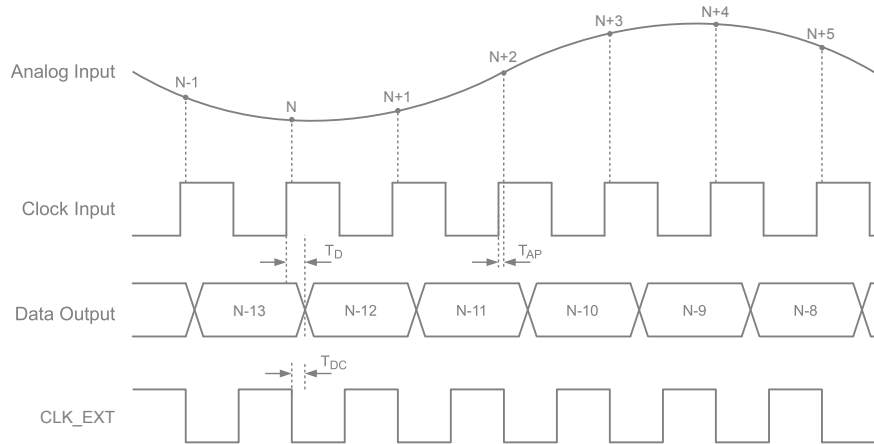 N+4
N+3
N+5
N+2
Analog Input
N-1
N
N+1
Clock Input
TD
TAP
Data Output
N-13
N-12
N-11
N-10
N-9
N-8
TDC
CLK_EXT